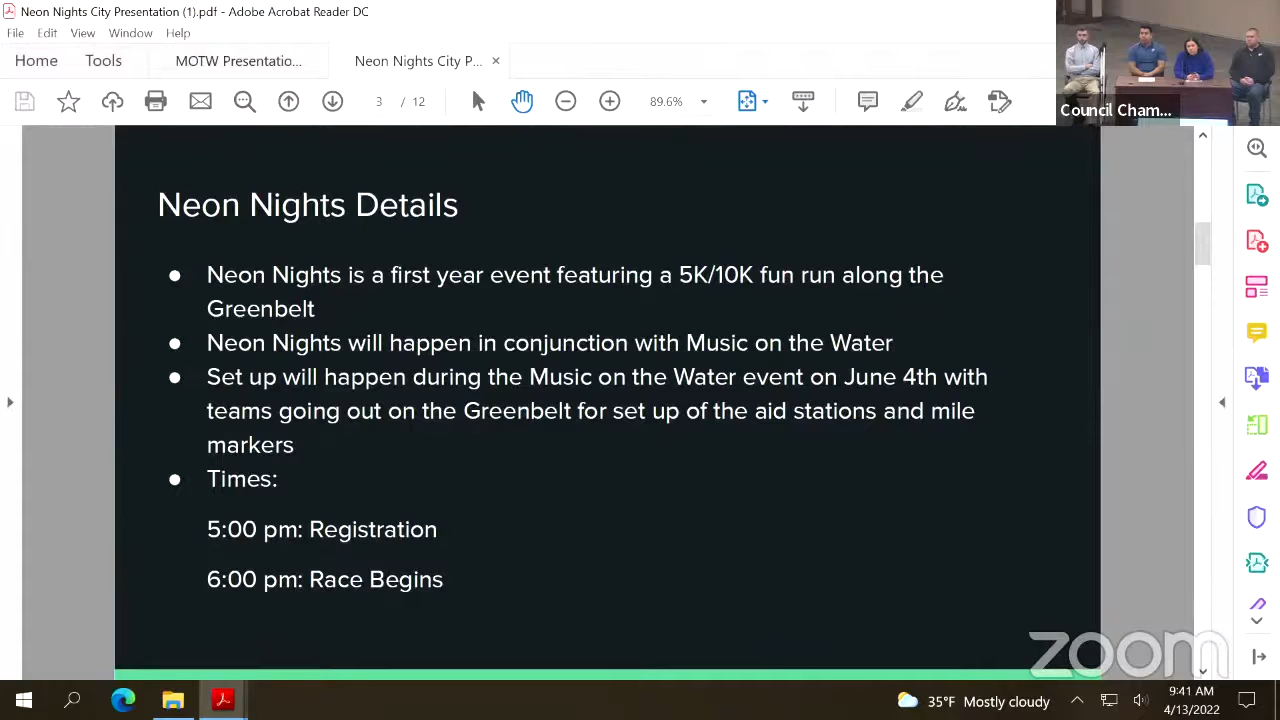 Neon Nights City Presentation (1).pdf - Adobe Acrobat Reader DC
File Edit View Window Help
Home Tools MOTW Presentatio... Neon Nights City P... ×
3 / 12 89.6%
Council Cham...
Neon Nights Details
● Neon Nights is a first year event featuring a 5K/10K fun run along the
Greenbelt
● Neon Nights will happen in conjunction with Music on the Water
● Set up will happen during the Music on the Water event on June 4th with
teams going out on the Greenbelt for set up of the aid stations and mile
markers
● Times:
5:00 pm: Registration
6:00 pm: Race Begins
zoom
35°F Mostly cloudy
9:41 AM
4/13/2022